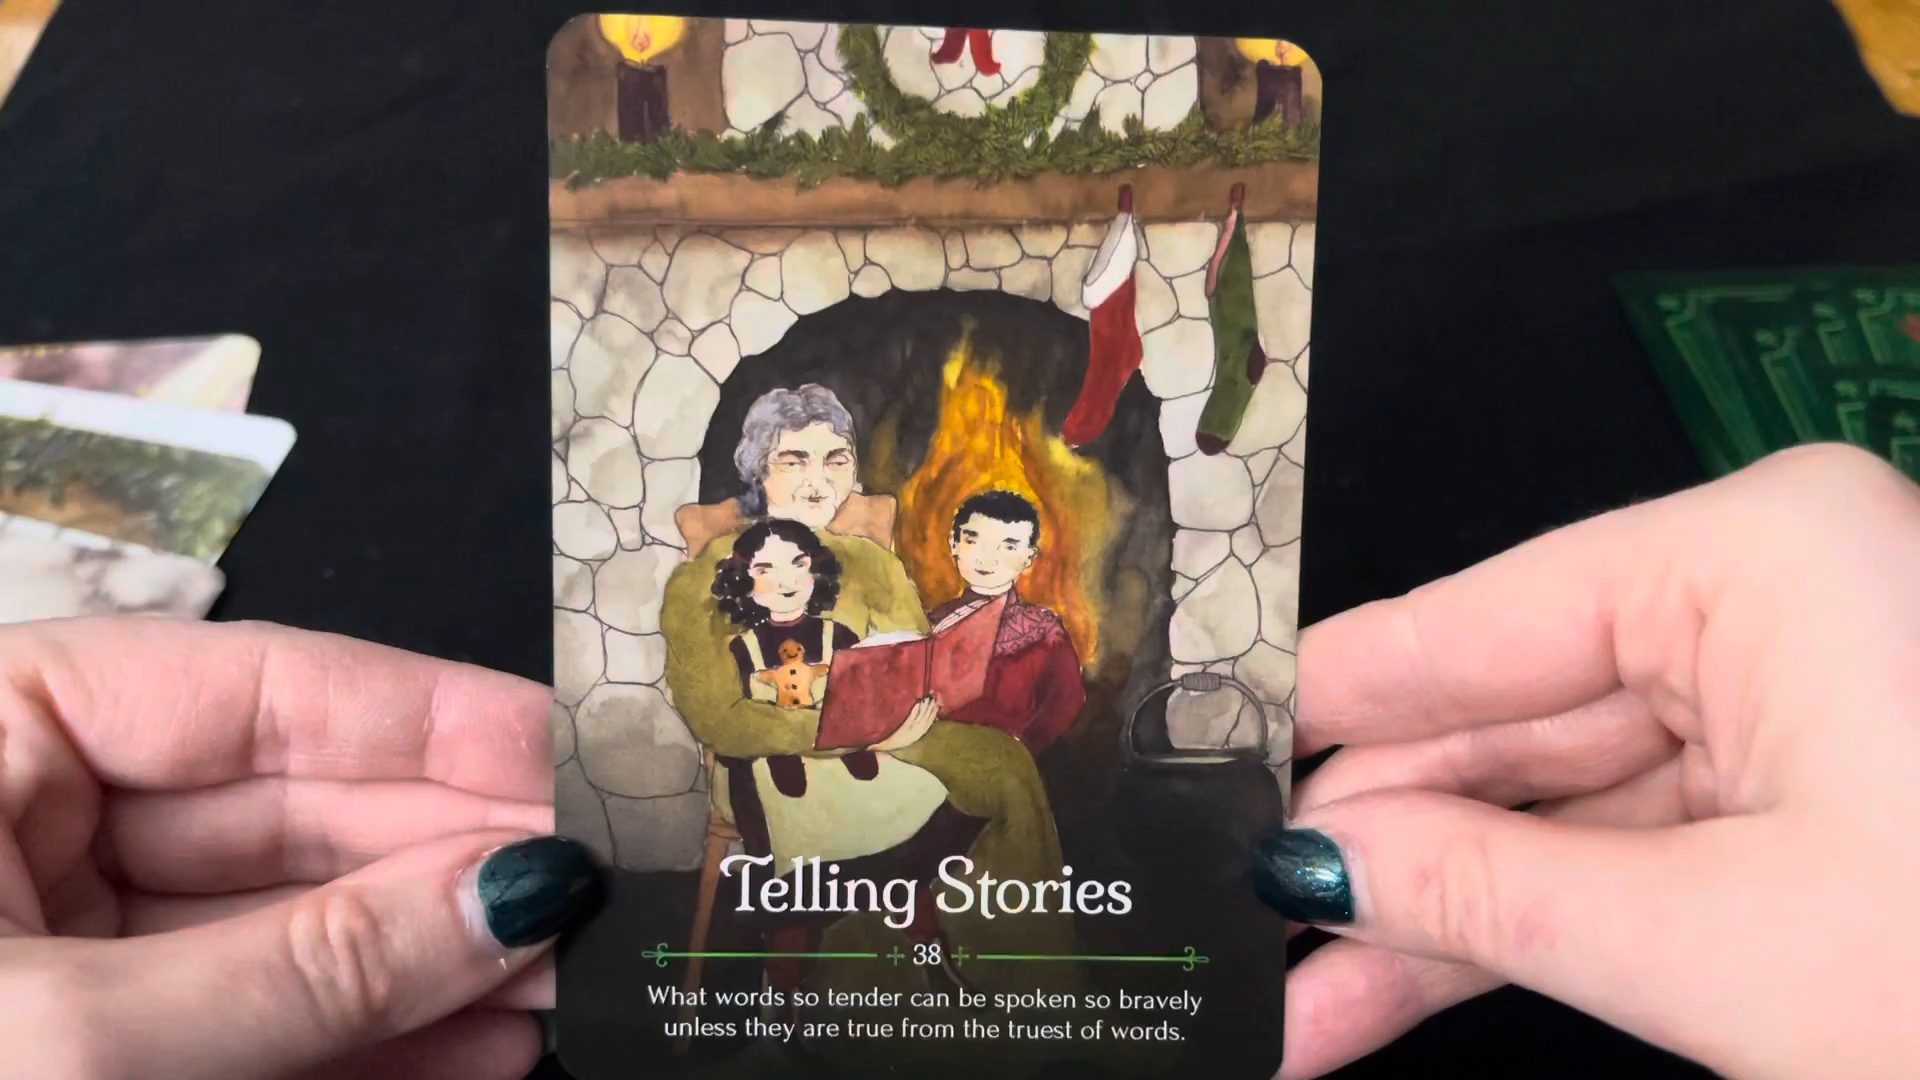 Telling Stories
38
What words so tender can be spoken so bravely
unless they are true from the truest of words.